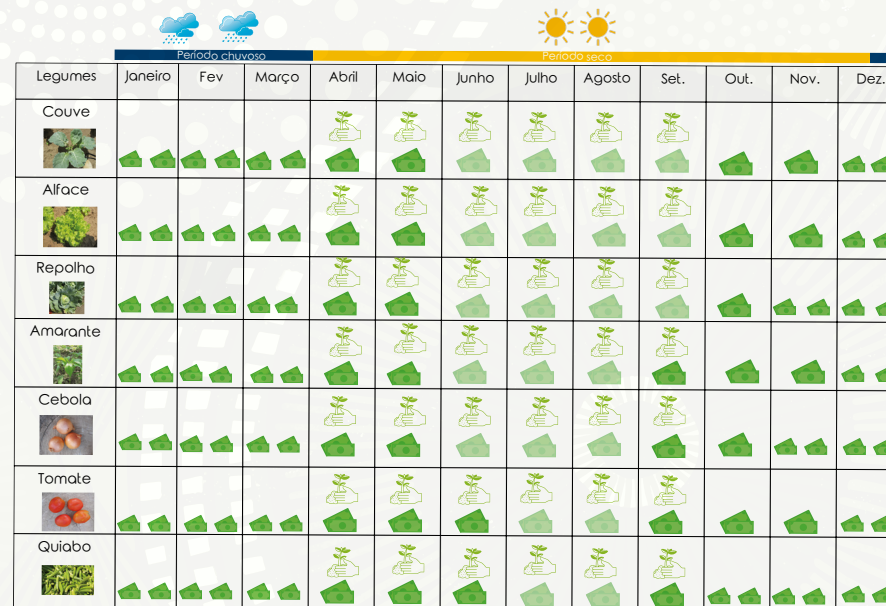 Período chuvoso
Período seco
Legumes Janeiro Fev Março Abril Maio Junho Julho Agosto Set. Out. Nov. Dez.
Couve
Alface
Repolho
Amarante
Cebola
Tomate
Quiabo